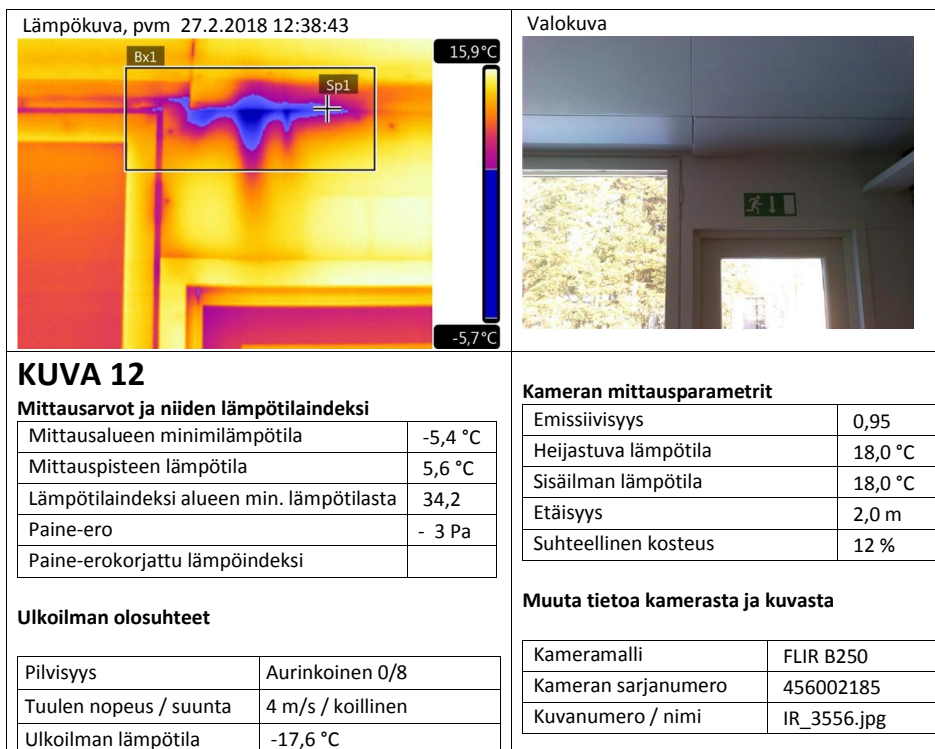 Lämpökuva, pvm 27.2.2018 12:38:43
Bx1
Sp1
15,9°C
-5,7°C
Valokuva
KUVA 12
Mittausarvot ja niiden lämpötilaindeksi
Mittausalueen minimilämpötila -5,4 °C
Mittauspisteen lämpötila 5,6 °C
Lämpötilaindeksi alueen min. lämpötilasta 34,2
Paine-ero - 3 Pa
Paine-erokorjattu lämpöindeksi
Ulkoilman olosuhteet
Pilvisyys Aurinkoinen 0/8
Tuulen nopeus / suunta 4 m/s / koillinen
Ulkoilman lämpötila -17,6 °C
Kameran mittausparametrit
Emissiivisyys 0,95
Heijastuva lämpötila 18,0 °C
Sisäilman lämpötila 18,0 °C
Etäisyys 2,0 m
Suhteellinen kosteus 12 %
Muuta tietoa kamerasta ja kuvasta
Kameramalli FLIR B250
Kameran sarjanumero 456002185
Kuvanumero / nimi IR_3556.jpg